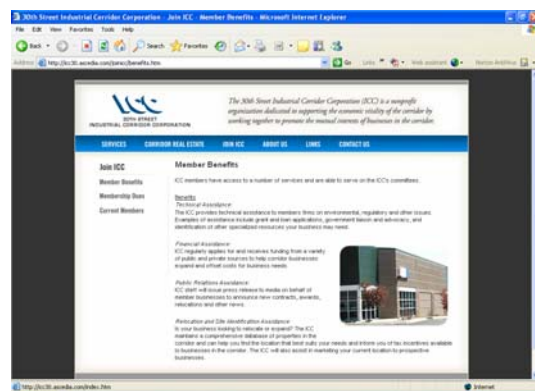 30th Street Industrial Corridor Corporation - Join ICC - Member Benefits - Microsoft Internet Explorer
File Edit View Favorites Tools Help
Back Search Favorites
Address http://icc30.ascedia.com/joinicc/benefits.htm Go Links Web assistant Norton AntiVirus
ICC
30TH STREET
INDUSTRIAL CORRIDOR CORPORATION
The 30th Street Industrial Corridor Corporation (ICC) is a nonprofit
organization dedicated to supporting the economic vitality of the corridor by
working together to promote the mutual interests of businesses in the corridor.
SERVICES CORRIDOR REAL ESTATE JOIN ICC ABOUT US LINKS CONTACT US
Join ICC
Member Benefits
Membership Dues
Current Members
Member Benefits
ICC members have access to a number of services and are able to serve on the ICC's committees.
Benefits
Technical Assistance
The ICC provides technical assistance to members firms on environmental, regulatory and other issues.
Examples of assistance include grant and loan applications, government liaison and advocacy, and
identification of other specialized resources your business may need.
Financial Assistance
ICC regularly applies for and receives funding from a variety
of public and private sources to help corridor businesses
expand and offset costs for business needs.
Public Relations Assistance
ICC staff will issue press release to media on behalf of
member businesses to announce new contracts, awards,
relocations and other news.
Relocation and Site Identification Assistance
Is your business looking to relocate or expand? The ICC
maintains a comprehensive database of properties in the
corridor and can help you find the location that best suits your needs and inform you of tax incentives available
to businesses in the corridor. The ICC will also assist in marketing your current location to prospective
businesses.
http://icc30.ascedia.com/index.htm Internet